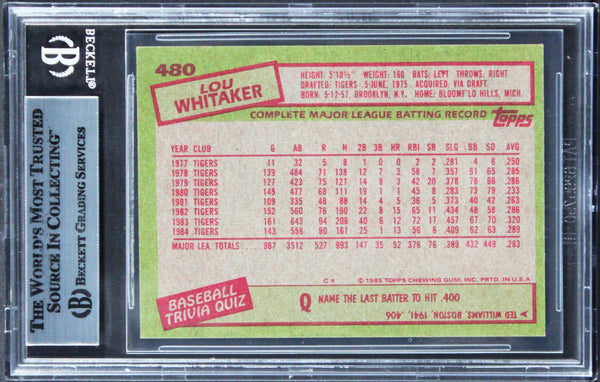 BECKETT
THE WORLD'S MOST TRUSTED
SOURCE IN COLLECTING™
BECKETT GRADING SERVICES
480
LOU
WHITAKER
HEIGHT: 5'10½" WEIGHT: 160 BATS: LEFT THROWS: RIGHT
DRAFTED: TIGERS 5-JUNE, 1975 ACQUIRED: VIA DRAFT
BORN: 5-12-57, BROOKLYN, N.Y. HOME: BLOOMF'LD HILLS, MICH.
COMPLETE MAJOR LEAGUE BATTING RECORD
TOPPS
YEAR CLUB G AB R H 2B 3B HR RBI SB SLG BB SO AVG
1977 TIGERS 11 32 5 8 1 0 0 2 2 .281 4 6 .250
1978 TIGERS 139 484 71 138 12 7 3 58 7 .357 61 65 .285
1979 TIGERS 127 423 75 121 14 8 3 42 20 .378 78 66 .286
1980 TIGERS 145 477 68 111 19 1 1 45 8 .283 73 79 .233
1981 TIGERS 109 335 48 88 14 4 5 36 5 .373 40 42 .263
1982 TIGERS 152 560 76 160 22 8 15 65 11 .434 48 58 .286
1983 TIGERS 161 643 94 206 40 6 12 72 17 .457 67 70 .320
1984 TIGERS 143 558 90 161 25 1 13 56 6 .409 62 63 .289
MAJOR LEA. TOTALS 987 3512 527 993 147 35 52 376 76 .389 432 449 .283
C* © 1985 TOPPS CHEWING GUM, INC. PRTD. IN U.S.A
BASEBALL
TRIVIA QUIZ
Q NAME THE LAST BATTER TO HIT .400
A TED WILLIAMS, BOSTON, 1941, .406